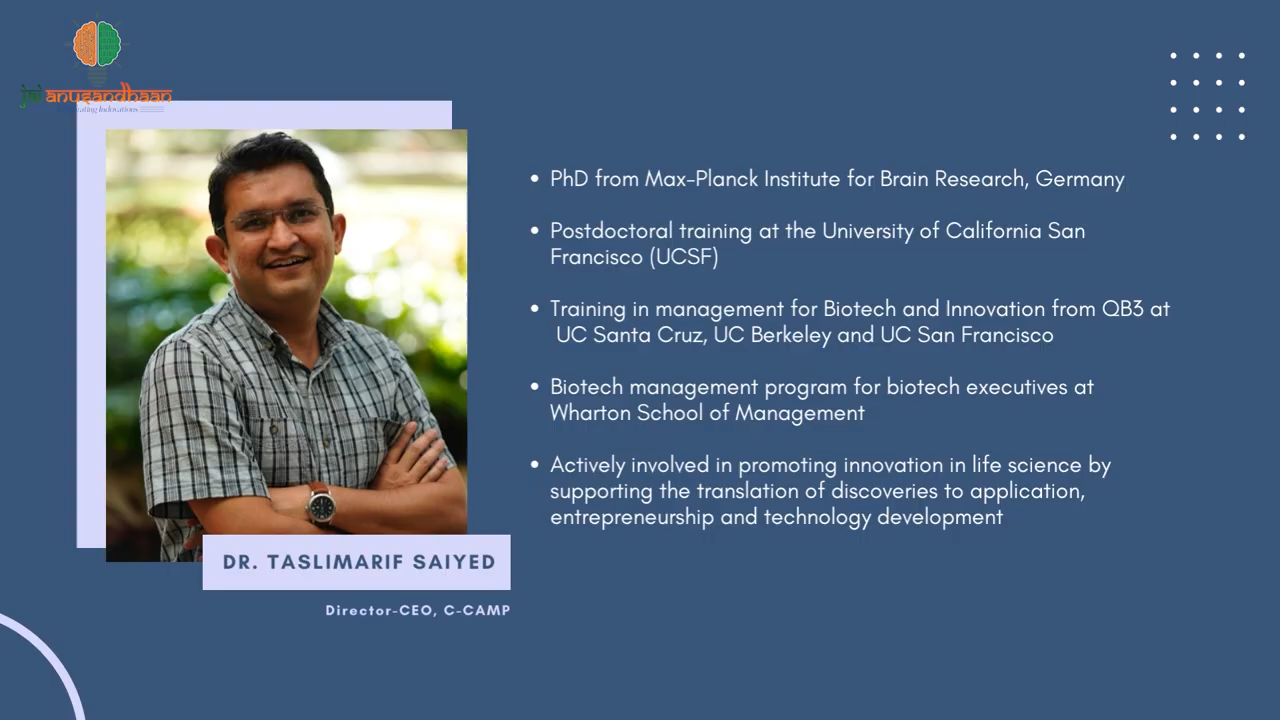 जय anusandhaan
PhD from Max-Planck Institute for Brain Research, Germany
Postdoctoral training at the University of California San
Francisco (UCSF)
Training in management for Biotech and Innovation from QB3 at
UC Santa Cruz, UC Berkeley and UC San Francisco
Biotech management program for biotech executives at
Wharton School of Management
Actively involved in promoting innovation in life science by
supporting the translation of discoveries to application,
entrepreneurship and technology development
DR. TASLIMARIF SAIYED
Director-CEO, C-CAMP